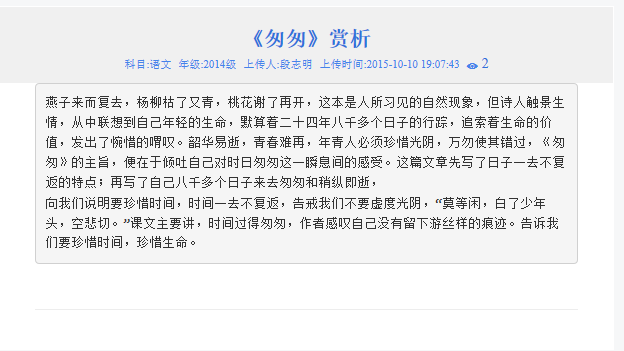 《匆匆》赏析
科目:语文 年级:2014级 上传人:段志明 上传时间:2015-10-10 19:07:43 2
燕子来而复去，杨柳枯了又青，桃花谢了再开，这本是人所习见的自然现象，但诗人触景生
情，从中联想到自己年轻的生命，默算着二十四年八千多个日子的行踪，追索着生命的价
值，发出了惋惜的喟叹。韶华易逝，青春难再，年青人必须珍惜光阴，万勿使其错过，《匆
匆》的主旨，便在于倾吐自己对时日匆匆这一瞬息间的感受。这篇文章先写了日子一去不复
返的特点；再写了自己八千多个日子来去匆匆和稍纵即逝，
向我们说明要珍惜时间，时间一去不复返，告戒我们不要虚度光阴，“莫等闲，白了少年
头，空悲切。”课文主要讲，时间过得匆匆，作者感叹自己没有留下游丝样的痕迹。告诉我
们要珍惜时间，珍惜生命。